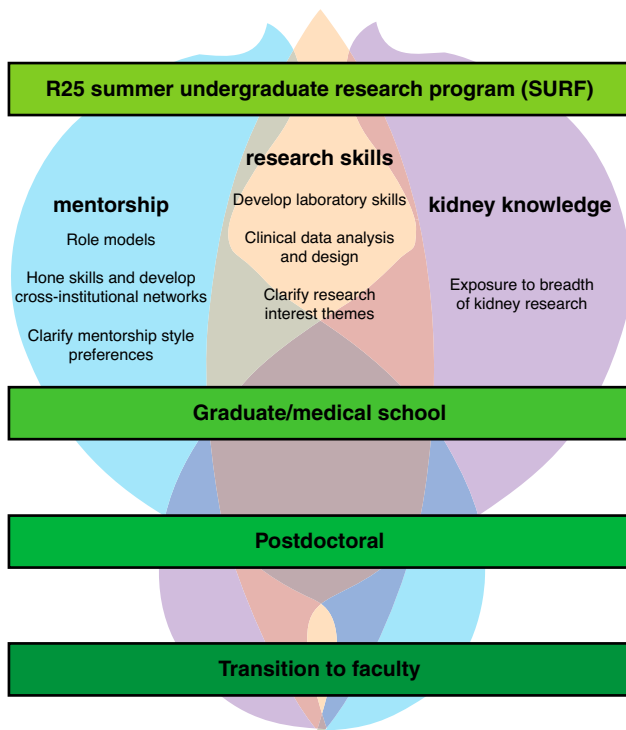 R25 summer undergraduate research program (SURF)
research skills
Develop laboratory skills
Clinical data analysis
and design
Clarify research
interest themes
mentorship
Role models
Hone skills and develop
cross-institutional networks
Clarify mentorship style
preferences
kidney knowledge
Exposure to breadth
of kidney research
Graduate/medical school
Postdoctoral
Transition to faculty